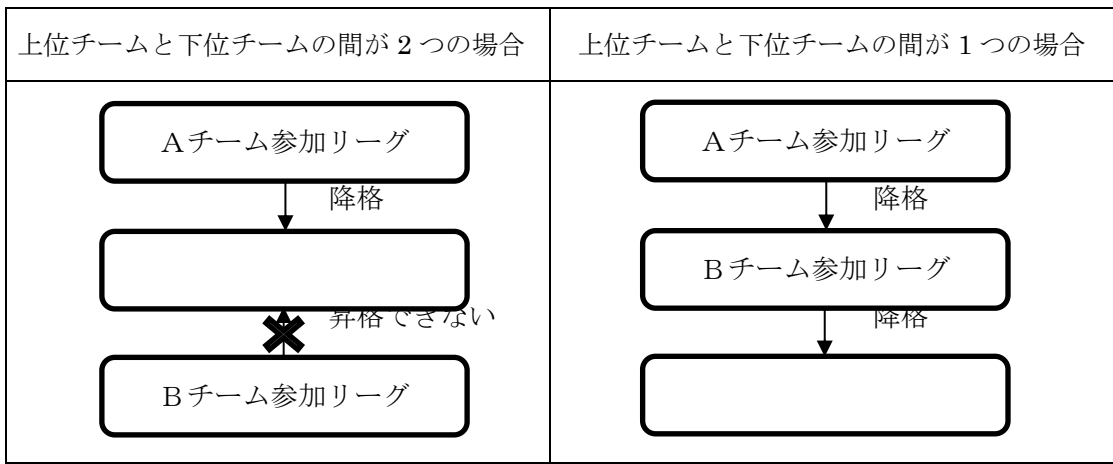 上位チームと下位チームの間が 2 つの場合
上位チームと下位チームの間が 1 つの場合
Aチーム参加リーグ
降格
昇格できない
Bチーム参加リーグ
Aチーム参加リーグ
降格
Bチーム参加リーグ
降格